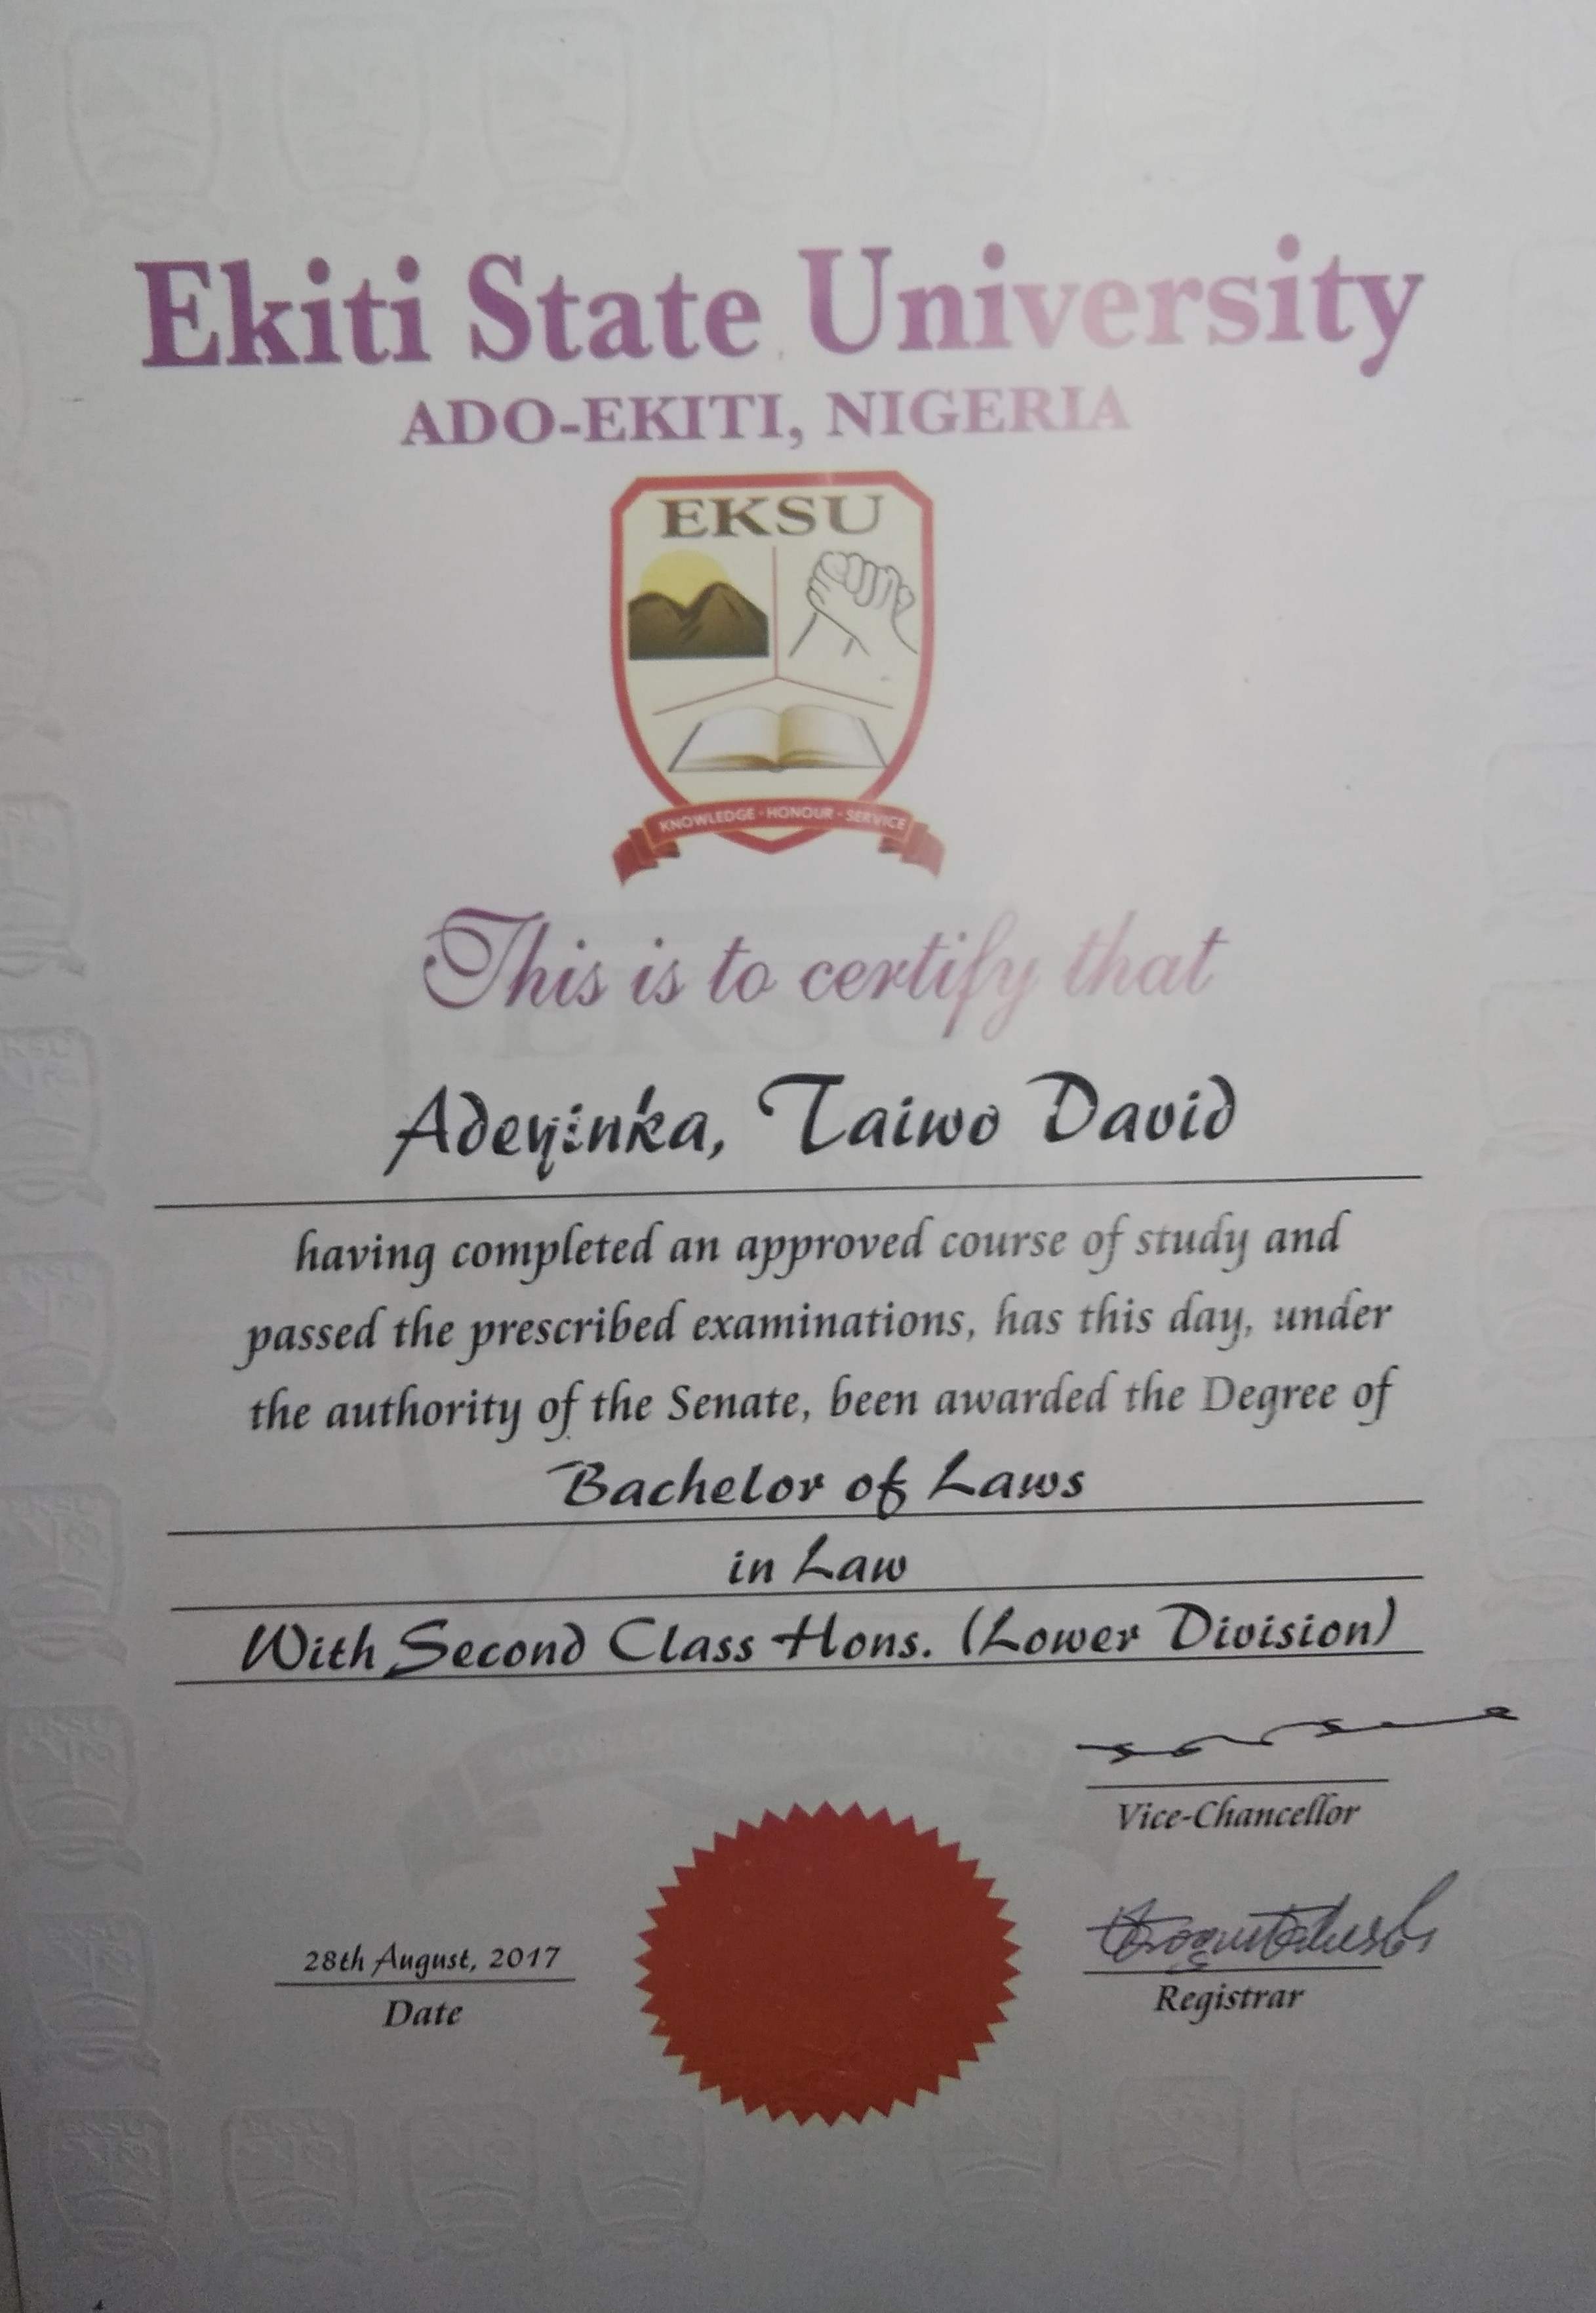 Ekiti State University
ADO-EKITI, NIGERIA
EKSU
KNOWLEDGE · HONOUR · SERVICE
This is to certify that
Adeyinka, Taiwo David
having completed an approved course of study and
passed the prescribed examinations, has this day, under
the authority of the Senate, been awarded the Degree of
Bachelor of Laws
in Law
With Second Class Hons. (Lower Division)
Vice-Chancellor
28th August, 2017
Date
Registrar